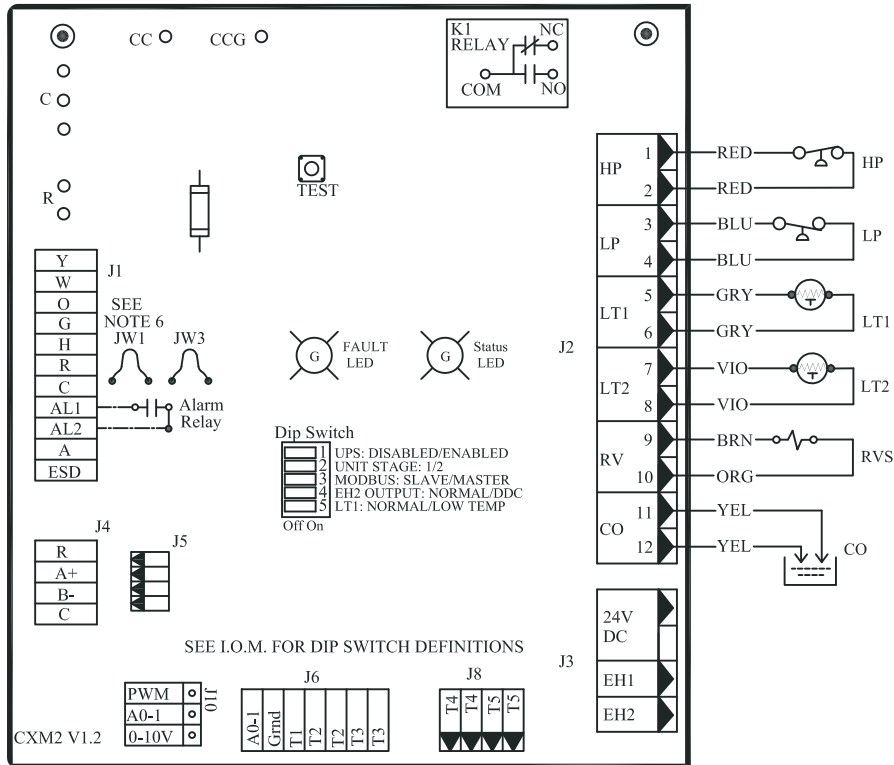 CC
CCG
K1
RELAY
NC
COM
NO
C
R
TEST
HP
1
RED
HP
2
RED
LP
3
BLU
LP
4
BLU
LT1
5
GRY
LT1
6
GRY
J2
LT2
7
VIO
LT2
8
VIO
RV
9
BRN
RVS
10
ORG
CO
11
YEL
CO
12
YEL
J1
Y
W
O
G
H
R
C
AL1
AL2
A
ESD
SEE
NOTE 6
JW1
JW3
Alarm
Relay
G
FAULT
LED
G
Status
LED
Dip Switch
1 UPS: DISABLED/ENABLED
2 UNIT STAGE: 1/2
3 MODBUS: SLAVE/MASTER
4 EH2 OUTPUT: NORMAL/DDC
5 LT1: NORMAL/LOW TEMP
Off On
J4
R
A+
B-
C
J5
SEE I.O.M. FOR DIP SWITCH DEFINITIONS
J3
24V
DC
EH1
EH2
J10
PWM
A0-1
0-10V
J6
A0-1
Grnd
T1
T2
T2
T3
T3
J8
T4
T4
T5
T5
CXM2 V1.2